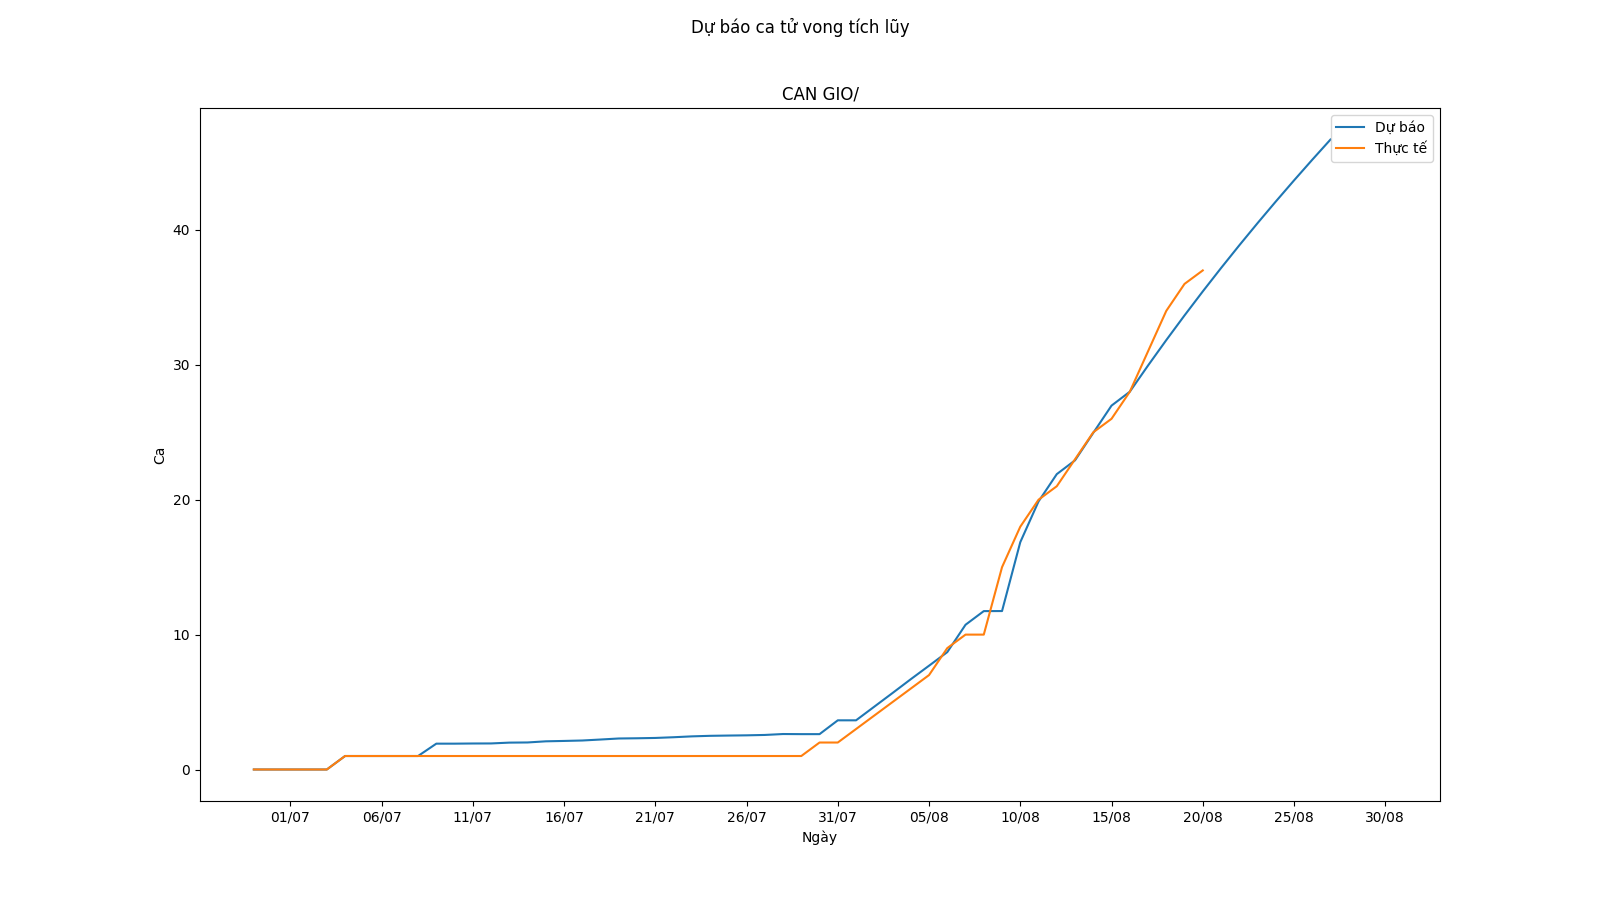 Dự báo ca tử vong tích lũy
CAN GIO/
Dự báo
Thực tế
40
30
20
10
0
Ca
01/07 06/07 11/07 16/07 21/07 26/07 31/07 05/08 10/08 15/08 20/08 25/08 30/08
Ngày